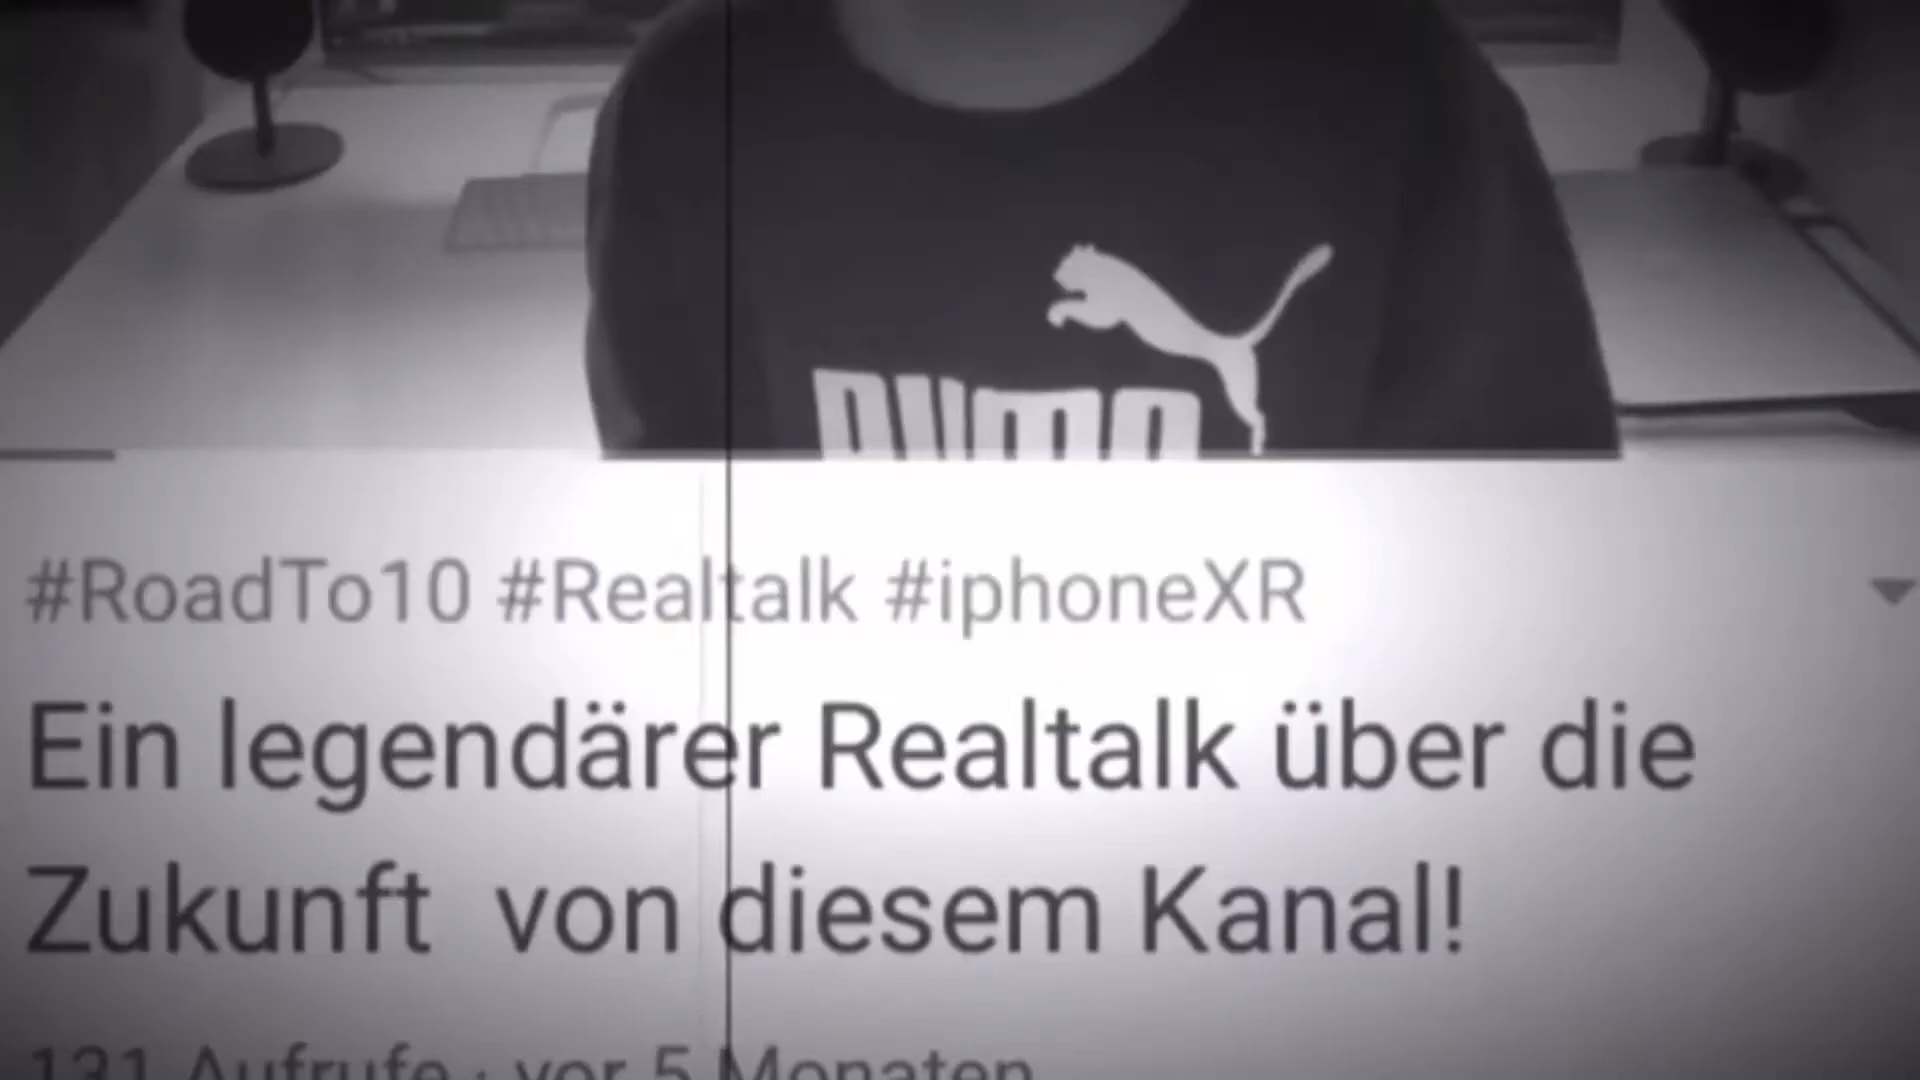 PUMA
#RoadTo10 #Realtalk #iphoneXR
Ein legendärer Realtalk über die
Zukunft von diesem Kanal!
131 Aufrufe · vor 5 Monaten